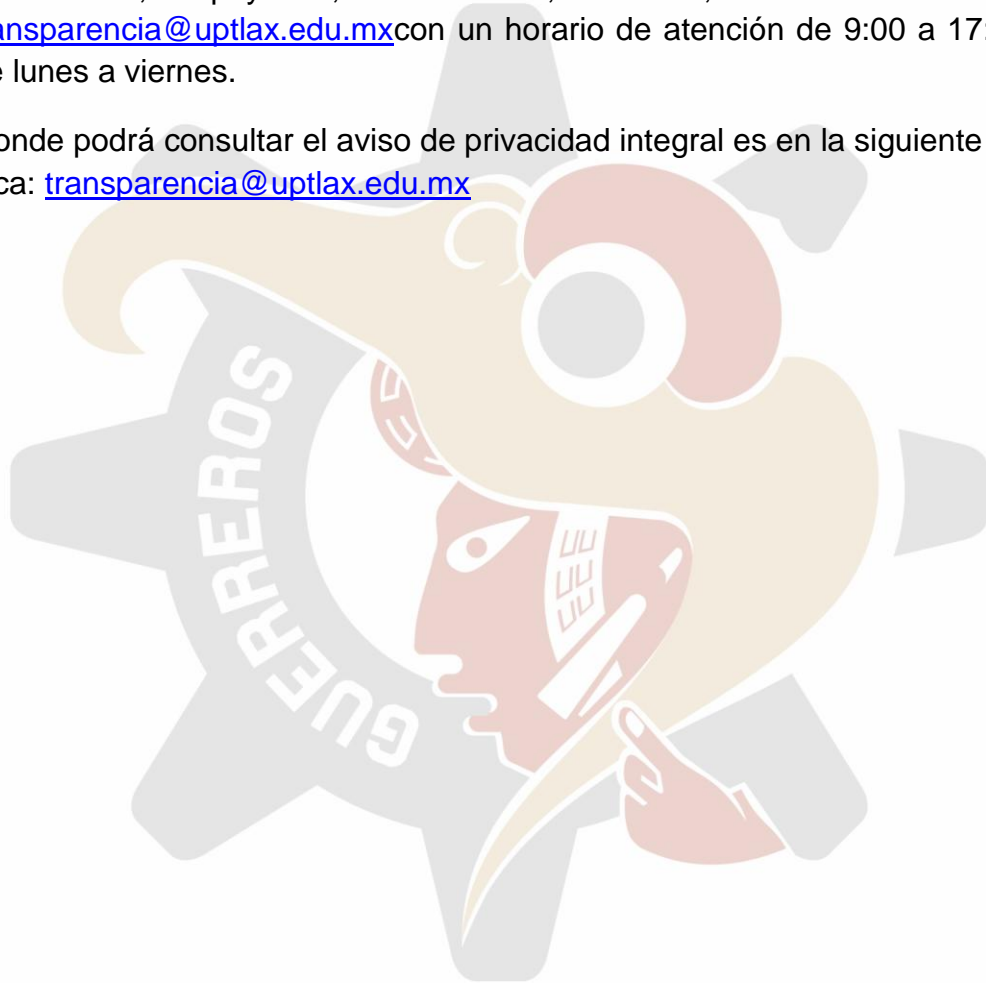 ansparencia@uptlax.edu.mxcon un horario de atención de 9:00 a 17:
e lunes a viernes.
onde podrá consultar el aviso de privacidad integral es en la siguiente
ca: transparencia@uptlax.edu.mx
GUERREROS